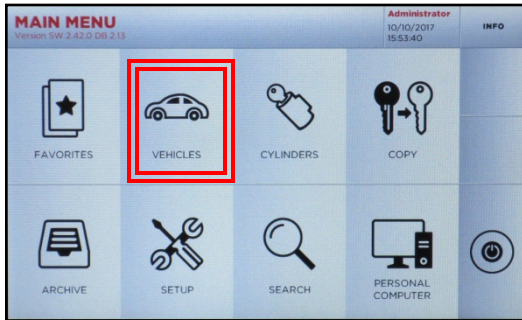 MAIN MENU
Version SW 2.42.0 DB 2.13
Administrator
10/10/2017
15:53:40
INFO
FAVORITES
VEHICLES
CYLINDERS
COPY
ARCHIVE
SETUP
SEARCH
PERSONAL
COMPUTER